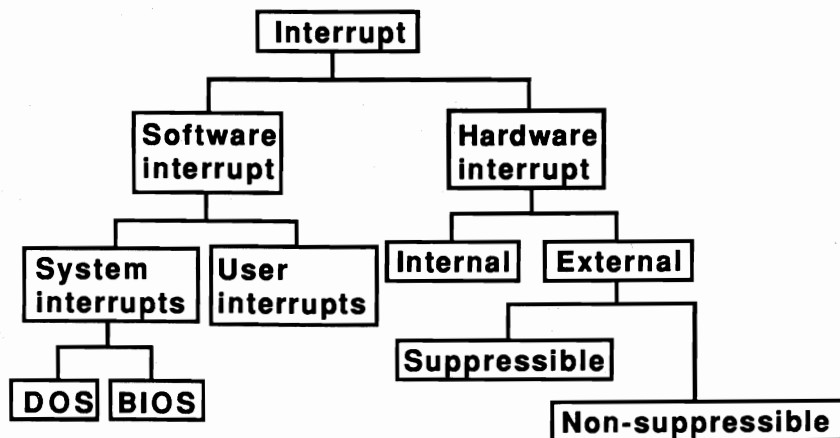 Interrupt
Software
interrupt
Hardware
interrupt
System
interrupts
User
interrupts
Internal
External
Suppressible
DOS
BIOS
Non-suppressible